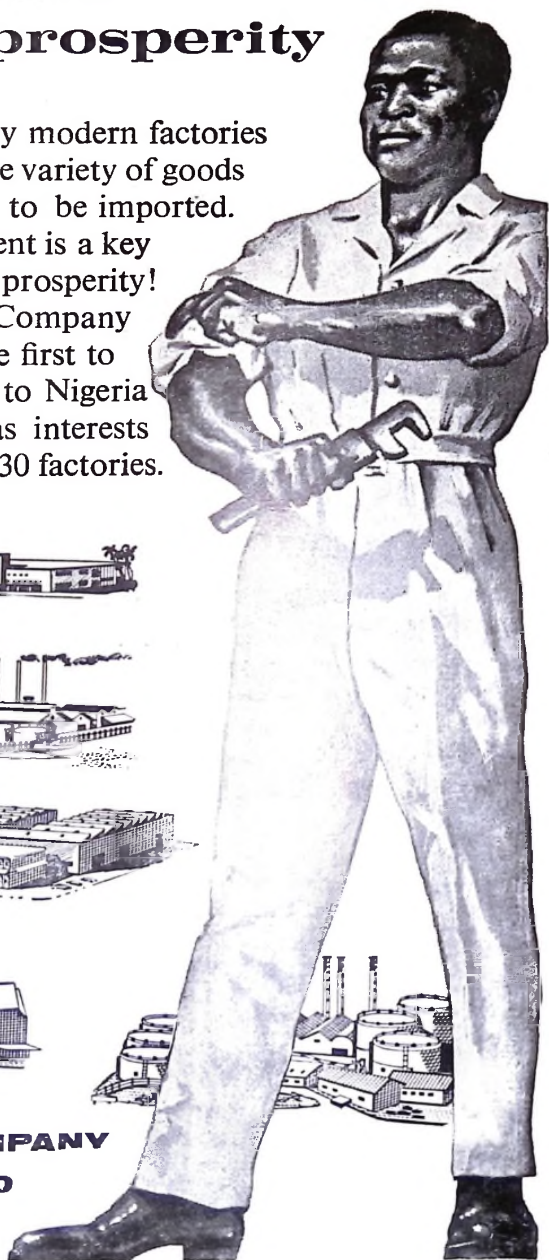 prosperity
y modern factories
e variety of goods
to be imported.
ent is a key
prosperity!
Company
e first to
to Nigeria
as interests
30 factories.
MPANY
D